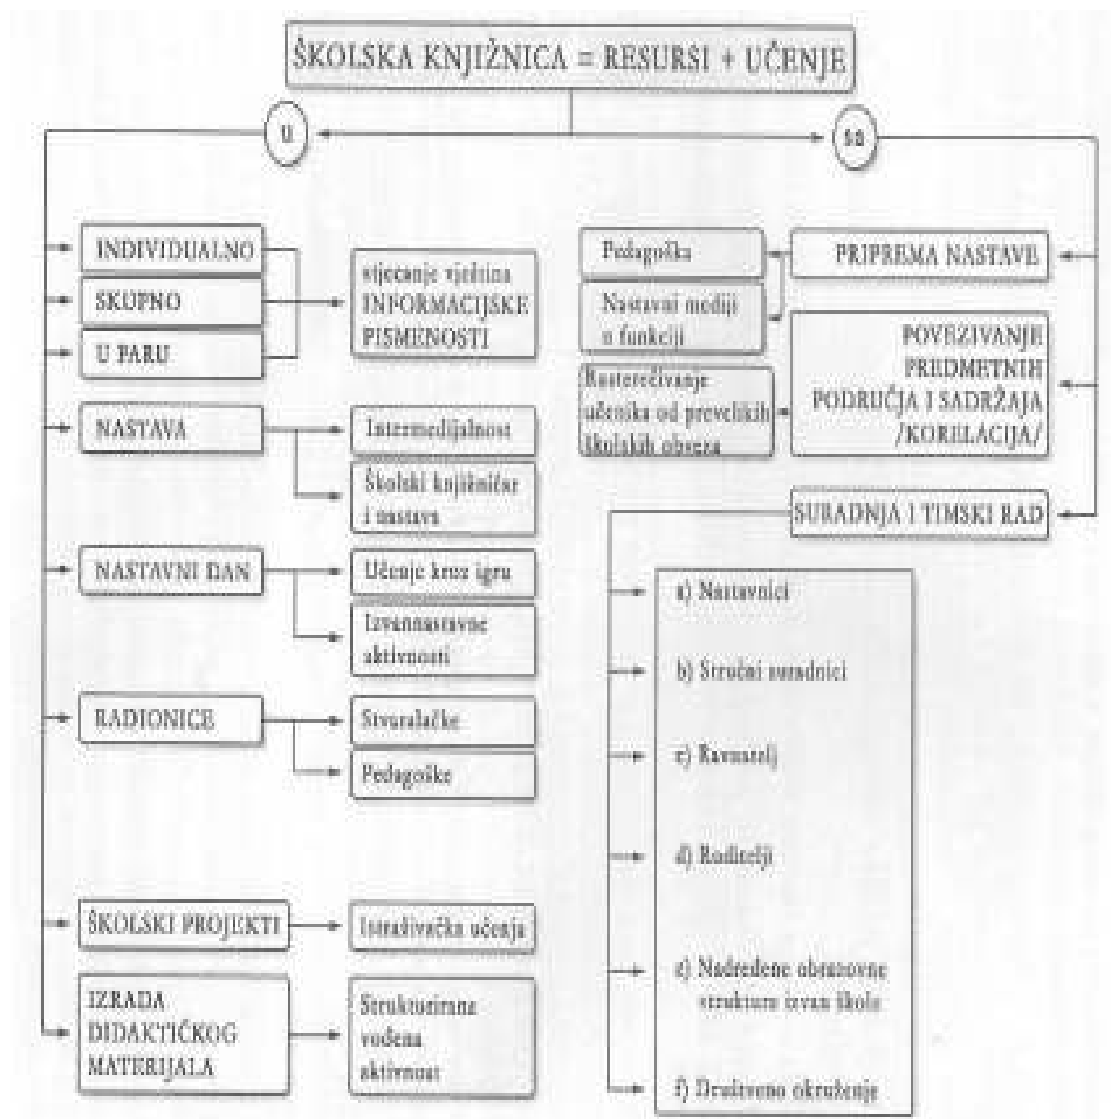 ŠKOLSKA KNJIŽNICA = RESURSI + UČENJE
U
za
INDIVIDUALNO
SKUPNO
U PARU
stjecanje vještina
INFORMACIJSKE
PISMENOSTI
NASTAVA
Intermedijalnost
Školski knjižničar
i nastava
NASTAVNI DAN
Učenje kroz igru
Izvannastavne
aktivnosti
RADIONICE
Stvaralačke
Pedagoške
ŠKOLSKI PROJEKTI
Istraživačka učenja
IZRADA
DIDAKTIČKOG
MATERIJALA
Strukturirana
vođena
aktivnost
Pedagoška
Nastavni mediji
u funkciji
Rasterećivanje
učenika od prevelikih
školskih obveza
PRIPREMA NASTAVE
POVEZIVANJE
PREDMETNIH
PODRUČJA I SADRŽAJA
/KORELACIJA/
SURADNJA I TIMSKI RAD
a) Nastavnici
b) Stručni suradnici
c) Ravnatelj
d) Roditelji
e) Nadređene obrazovne
strukture izvan škole
f) Društveno okruženje